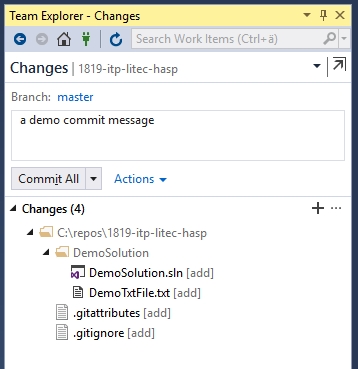 Team Explorer - Changes
Search Work Items (Ctrl+ä)
Changes | 1819-itp-litec-hasp
Branch: master
a demo commit message
Commit All Actions
Changes (4)
C:\repos\1819-itp-litec-hasp
DemoSolution
DemoSolution.sln [add]
DemoTxtFile.txt [add]
.gitattributes [add]
.gitignore [add]